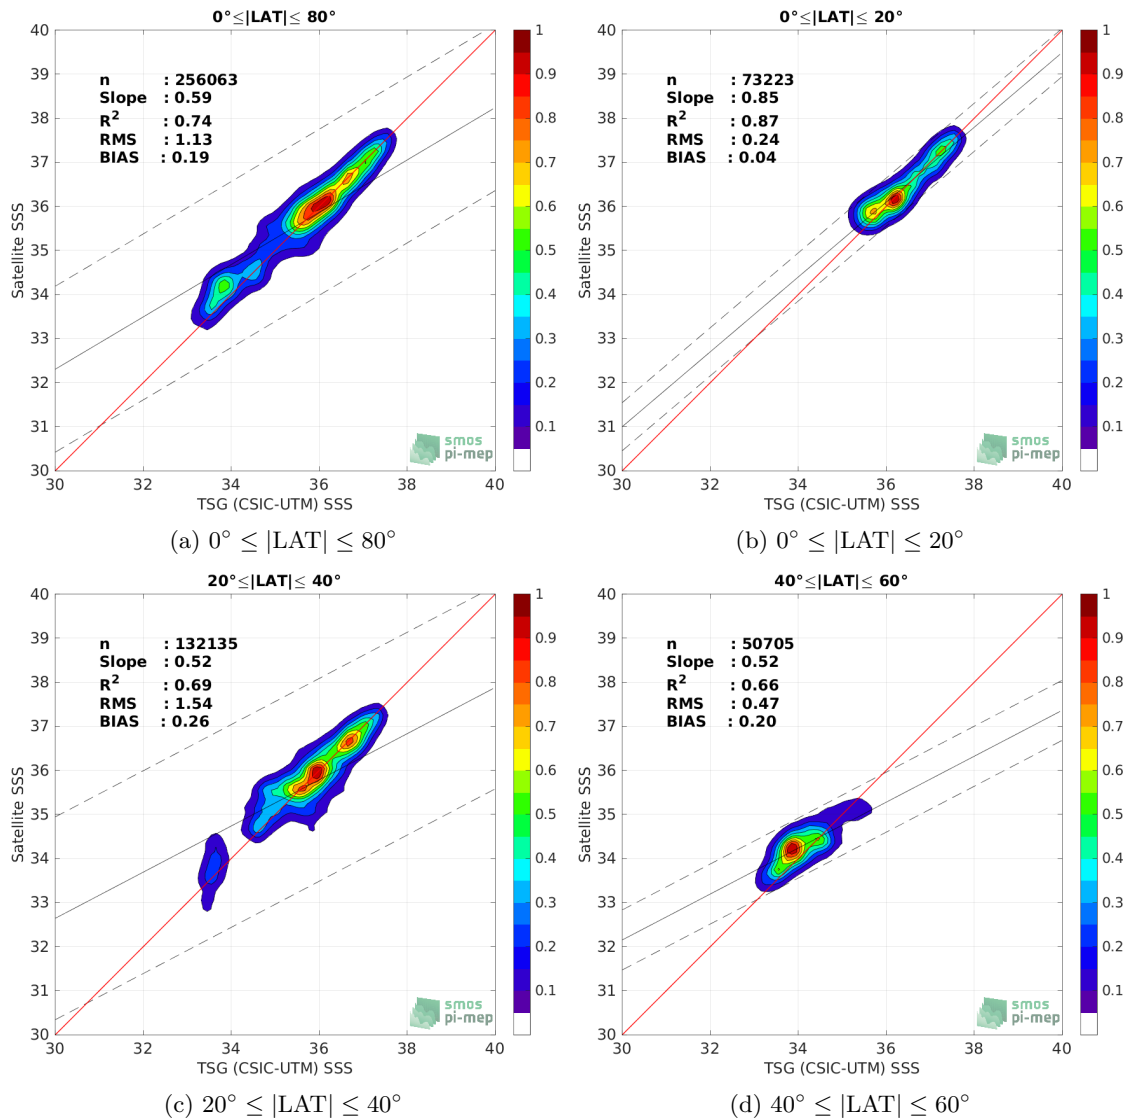 0°≤|LAT|≤ 80°
40
39
38
37
36
35
34
33
32
31
30
Satellite SSS
n : 256063
Slope : 0.59
R² : 0.74
RMS : 1.13
BIAS : 0.19
smos
pi-mep
30 32 34 36 38 40
TSG (CSIC-UTM) SSS
1
0.9
0.8
0.7
0.6
0.5
0.4
0.3
0.2
0.1
(a) 0° ≤ |LAT| ≤ 80°
0°≤|LAT|≤ 20°
40
39
38
37
36
35
34
33
32
31
30
Satellite SSS
n : 73223
Slope : 0.85
R² : 0.87
RMS : 0.24
BIAS : 0.04
smos
pi-mep
30 32 34 36 38 40
TSG (CSIC-UTM) SSS
1
0.9
0.8
0.7
0.6
0.5
0.4
0.3
0.2
0.1
(b) 0° ≤ |LAT| ≤ 20°
20°≤|LAT|≤ 40°
40
39
38
37
36
35
34
33
32
31
30
Satellite SSS
n : 132135
Slope : 0.52
R² : 0.69
RMS : 1.54
BIAS : 0.26
smos
pi-mep
30 32 34 36 38 40
TSG (CSIC-UTM) SSS
1
0.9
0.8
0.7
0.6
0.5
0.4
0.3
0.2
0.1
(c) 20° ≤ |LAT| ≤ 40°
40°≤|LAT|≤ 60°
40
39
38
37
36
35
34
33
32
31
30
Satellite SSS
n : 50705
Slope : 0.52
R² : 0.66
RMS : 0.47
BIAS : 0.20
smos
pi-mep
30 32 34 36 38 40
TSG (CSIC-UTM) SSS
1
0.9
0.8
0.7
0.6
0.5
0.4
0.3
0.2
0.1
(d) 40° ≤ |LAT| ≤ 60°